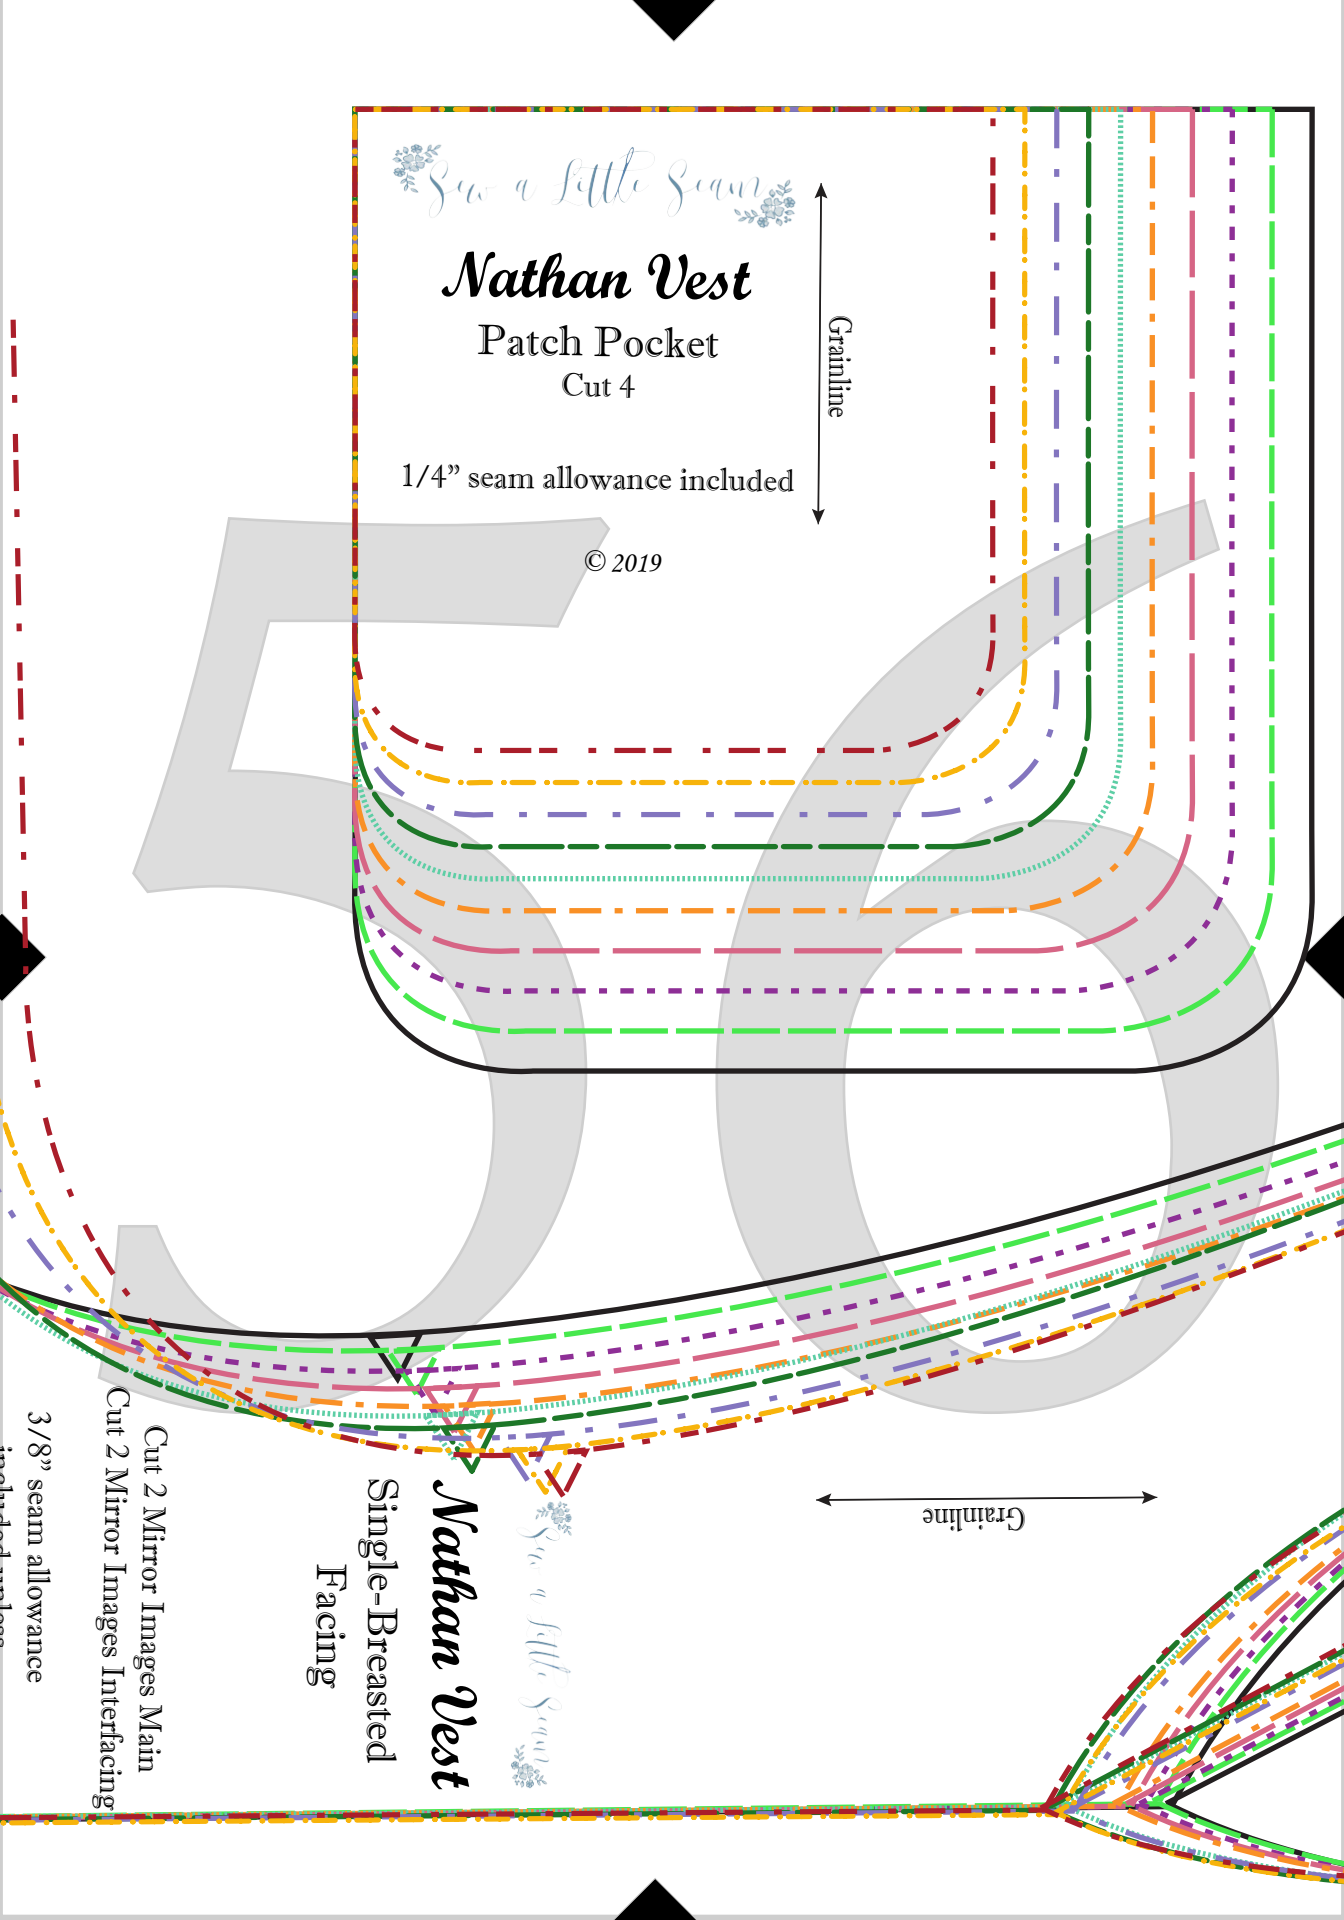 Sew a Little Seam
Nathan Vest
Patch Pocket
Cut 4
1/4” seam allowance included
© 2019
Grainline
56
Grainline
Sew a Little Seam
Nathan Vest
Single-Breasted
Facing
Cut 2 Mirror Images Main
Cut 2 Mirror Images Interfacing
3/8” seam allowance
included unless